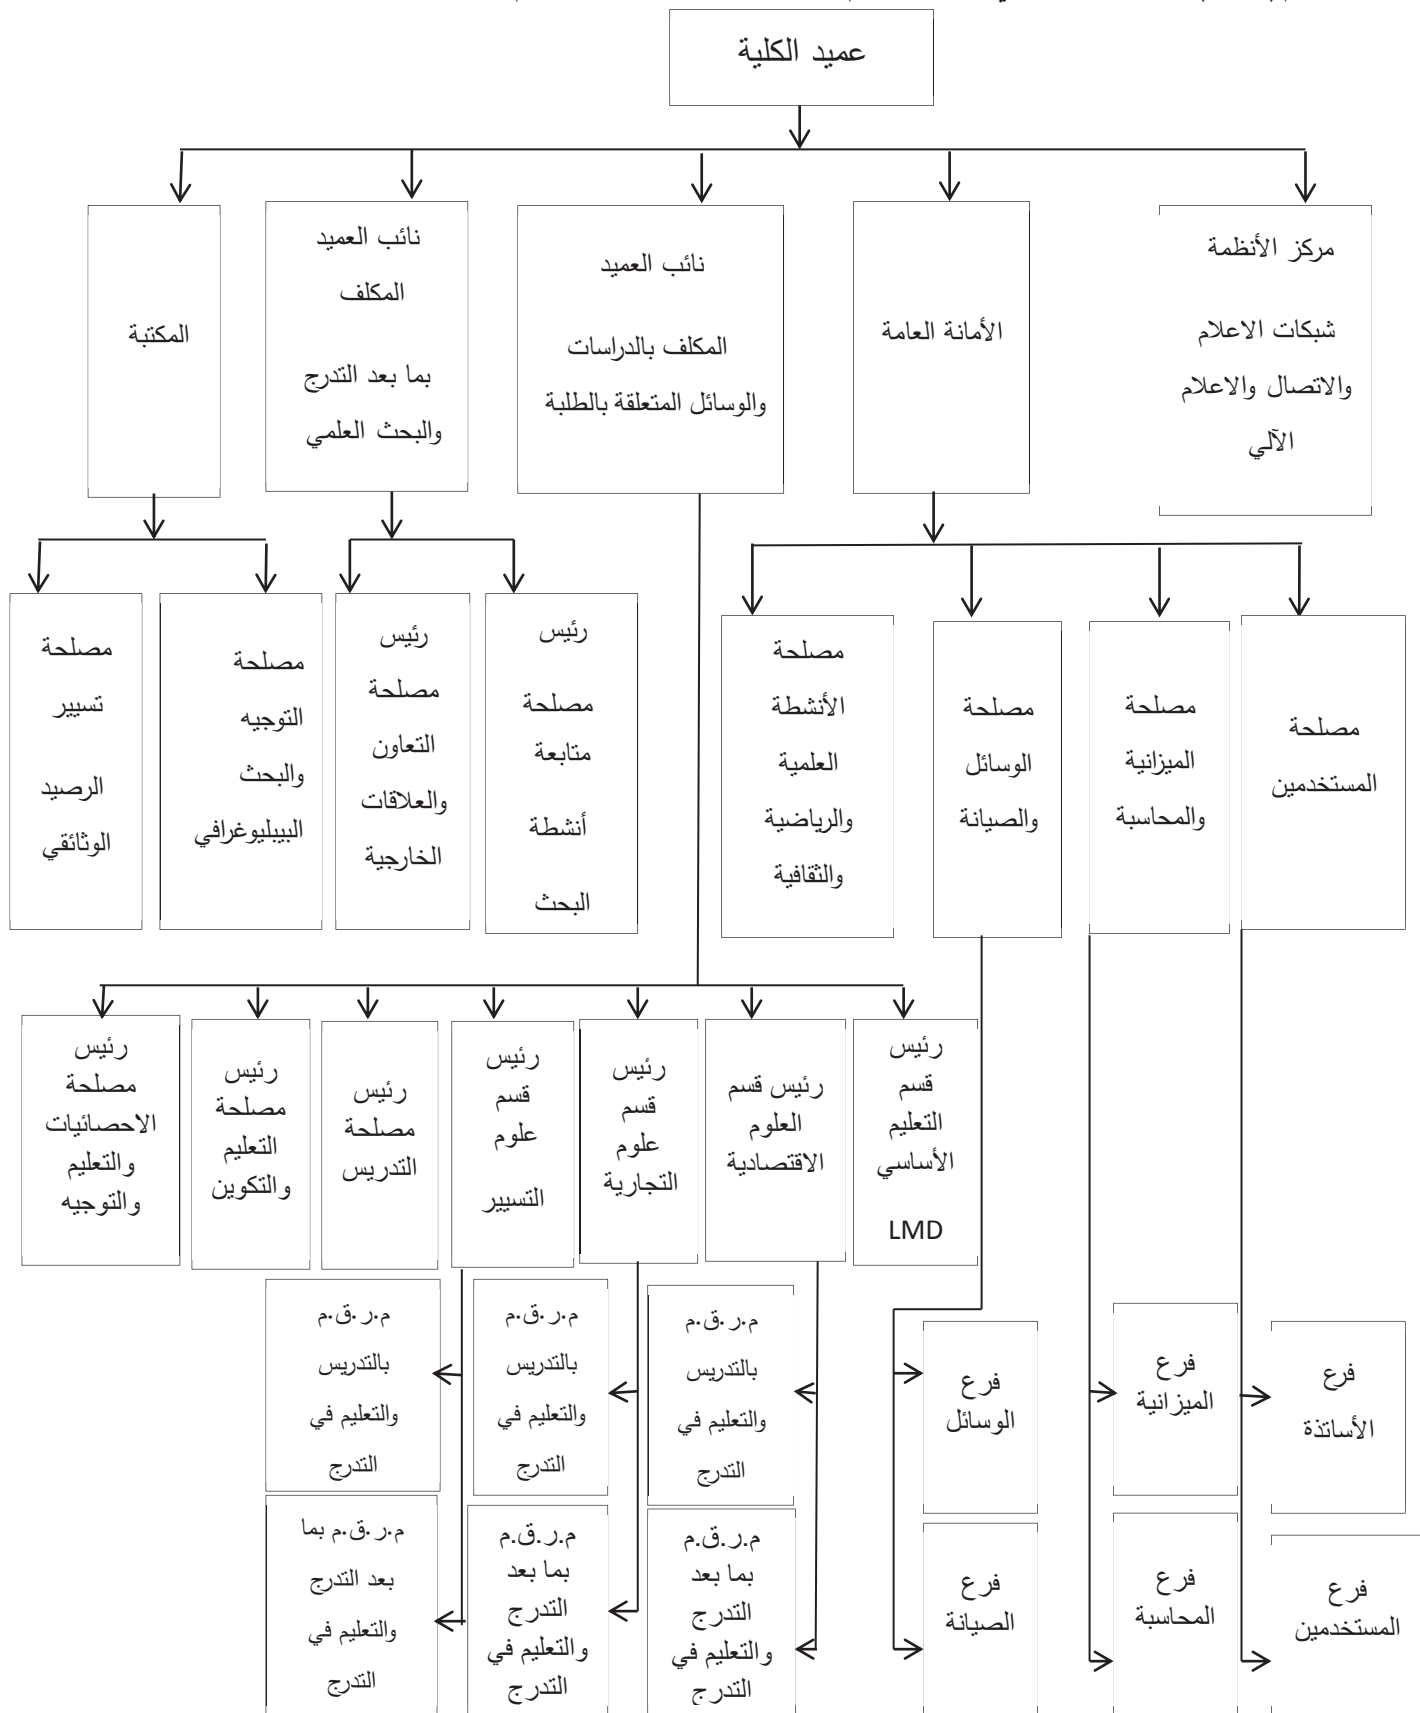 عميد الكلية
مركز الأنظمة
شبكات الاعلام
والاتصال والاعلام
الآلي
الأمانة العامة
نائب العميد
المكلف بالدراسات
والوسائل المتعلقة بالطلبة
نائب العميد
المكلف
بما بعد التدرج
والبحث العلمي
المكتبة
مصلحة
المستخدمين
مصلحة
الميزانية
والمحاسبة
مصلحة
الوسائل
والصيانة
مصلحة
الأنشطة
العلمية
والرياضية
والثقافية
رئيس
مصلحة
متابعة
أنشطة
البحث
رئيس
مصلحة
التعاون
والعلاقات
الخارجية
مصلحة
التوجيه
والبحث
البيبليوغرافي
مصلحة
تسيير
الرصيد
الوثائقي
رئيس
قسم
التعليم
الأساسي
LMD
رئيس قسم
العلوم
الاقتصادية
رئيس
قسم
علوم
التجارية
رئيس
قسم
علوم
التسيير
رئيس
مصلحة
التدريس
رئيس
مصلحة
التعليم
والتكوين
رئيس
مصلحة
الاحصائيات
والتعليم
والتوجيه
فرع
الأساتذة
فرع
الميزانية
فرع
الوسائل
م.ر.ق.م
بالتدريس
والتعليم في
التدرج
م.ر.ق.م
بالتدريس
والتعليم في
التدرج
م.ر.ق.م
بالتدريس
والتعليم في
التدرج
فرع
المستخدمين
فرع
المحاسبة
فرع
الصيانة
م.ر.ق.م
بما بعد
التدرج
والتعليم في
التدرج
م.ر.ق.م
بما بعد
التدرج
والتعليم في
التدرج
م.ر.ق.م بما
بعد التدرج
والتعليم في
التدرج